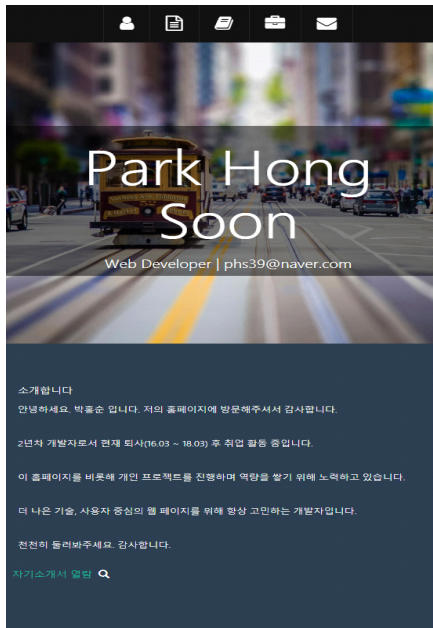 Park Hong
Soon
Web Developer | phs39@naver.com
소개합니다
안녕하세요. 박홍순 입니다. 저의 홈페이지에 방문해주셔서 감사합니다.
2년차 개발자로서 현재 퇴사(16.03 ~ 18.03) 후 취업 활동 중입니다.
이 홈페이지를 비롯해 개인 프로젝트를 진행하며 역량을 쌓기 위해 노력하고 있습니다.
더 나은 기술, 사용자 중심의 웹 페이지를 위해 항상 고민하는 개발자입니다.
천천히 둘러봐주세요. 감사합니다.
자기소개서 열람